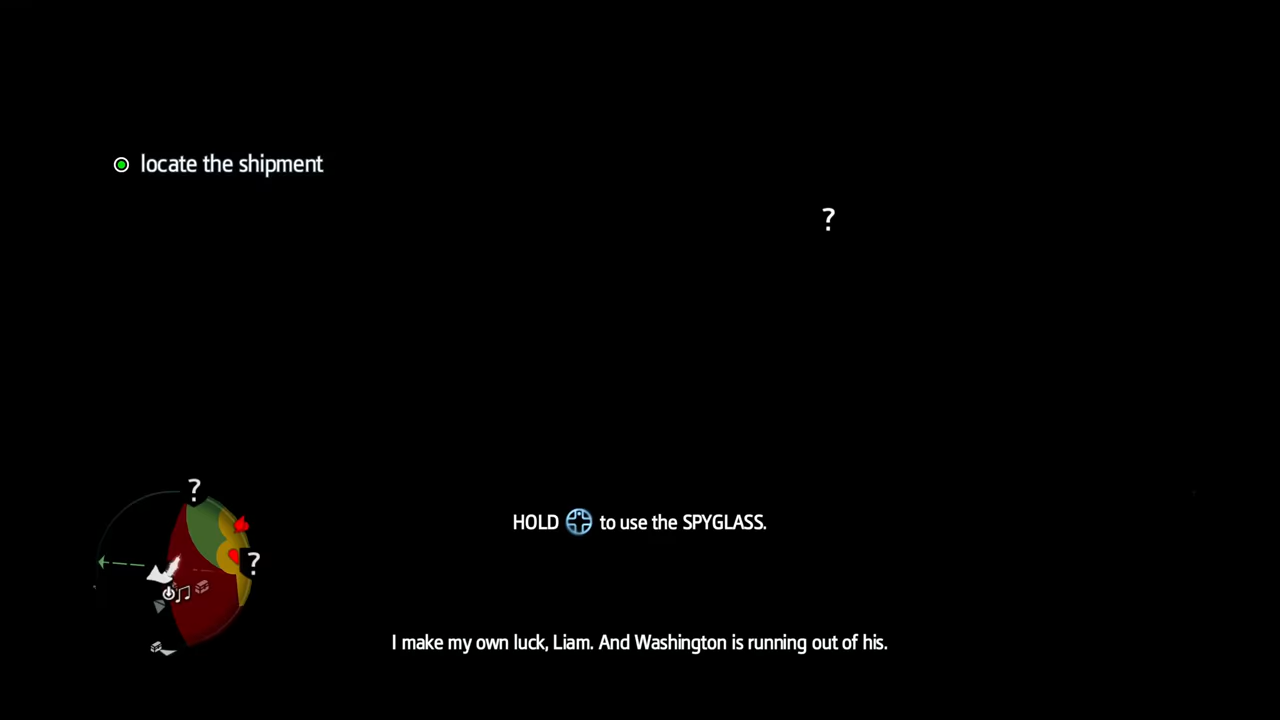 locate the shipment
?
?
HOLD to use the SPYGLASS.
?
I make my own luck, Liam. And Washington is running out of his.